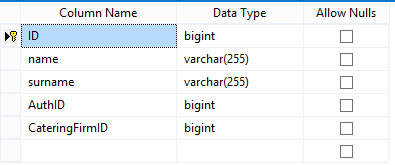 Column Name Data Type Allow Nulls
ID bigint
name varchar(255)
surname varchar(255)
AuthID bigint
CateringFirmID bigint